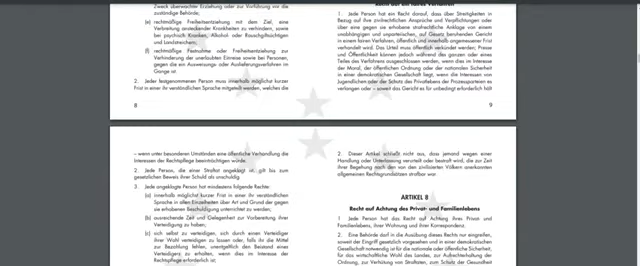 Zweck überwachter Erziehung oder zur Vorführung vor die
zuständige Behörde;
(e) rechtmäßige Freiheitsentziehung mit dem Ziel, eine
Verbreitung ansteckender Krankheiten zu verhindern, sowie
bei psychisch Kranken, Alkohol- oder Rauschgiftsüchtigen
und Landstreichern;
(f) rechtmäßige Festnahme oder Freiheitsentziehung zur
Verhinderung der unerlaubten Einreise sowie bei Personen,
gegen die ein Ausweisungs- oder Auslieferungsverfahren im
Gange ist.
2. Jeder festgenommenen Person muss innerhalb möglichst kurzer
Frist in einer ihr verständlichen Sprache mitgeteilt werden, welches die
8
1. Jede Person hat ein Recht darauf, dass über Streitigkeiten in
Bezug auf ihre zivilrechtlichen Ansprüche und Verpflichtungen oder
über eine gegen sie erhobene strafrechtliche Anklage von einem
unabhängigen und unparteiischen, auf Gesetz beruhenden Gericht
in einem fairen Verfahren, öffentlich und innerhalb angemessener Frist
verhandelt wird. Das Urteil muss öffentlich verkündet werden; Presse
und Öffentlichkeit können jedoch während des ganzen oder eines
Teiles des Verfahrens ausgeschlossen werden, wenn dies im Interesse
der Moral, der öffentlichen Ordnung oder der nationalen Sicherheit
in einer demokratischen Gesellschaft liegt, wenn die Interessen von
Jugendlichen oder der Schutz des Privatlebens der Prozessparteien es
verlangen oder – soweit das Gericht es für unbedingt erforderlich hält
9
– wenn unter besonderen Umständen eine öffentliche Verhandlung die
Interessen der Rechtspflege beeinträchtigen würde.
2. Jede Person, die einer Straftat angeklagt ist, gilt bis zum
gesetzlichen Beweis ihrer Schuld als unschuldig.
3. Jede angeklagte Person hat mindestens folgende Rechte:
(a) innerhalb möglichst kurzer Frist in einer ihr verständlichen
Sprache in allen Einzelheiten über Art und Grund der gegen
sie erhobenen Beschuldigung unterrichtet zu werden;
(b) ausreichende Zeit und Gelegenheit zur Vorbereitung ihrer
Verteidigung zu haben;
(c) sich selbst zu verteidigen, sich durch einen Verteidiger
ihrer Wahl verteidigen zu lassen oder, falls ihr die Mittel
zur Bezahlung fehlen, unentgeltlich den Beistand eines
Verteidigers zu erhalten, wenn dies im Interesse der
Rechtspflege erforderlich ist;
2. Dieser Artikel schließt nicht aus, dass jemand wegen einer
Handlung oder Unterlassung verurteilt oder bestraft wird, die zur Zeit
ihrer Begehung nach den von den zivilisierten Völkern anerkannten
allgemeinen Rechtsgrundsätzen strafbar war.
ARTIKEL 8
Recht auf Achtung des Privat- und Familienlebens
1. Jede Person hat das Recht auf Achtung ihres Privat- und
Familienlebens, ihrer Wohnung und ihrer Korrespondenz.
2. Eine Behörde darf in die Ausübung dieses Rechts nur eingreifen,
soweit der Eingriff gesetzlich vorgesehen und in einer demokratischen
Gesellschaft notwendig ist für die nationale oder öffentliche Sicherheit,
für das wirtschaftliche Wohl des Landes, zur Aufrechterhaltung der
Ordnung, zur Verhütung von Straftaten, zum Schutz der Gesundheit